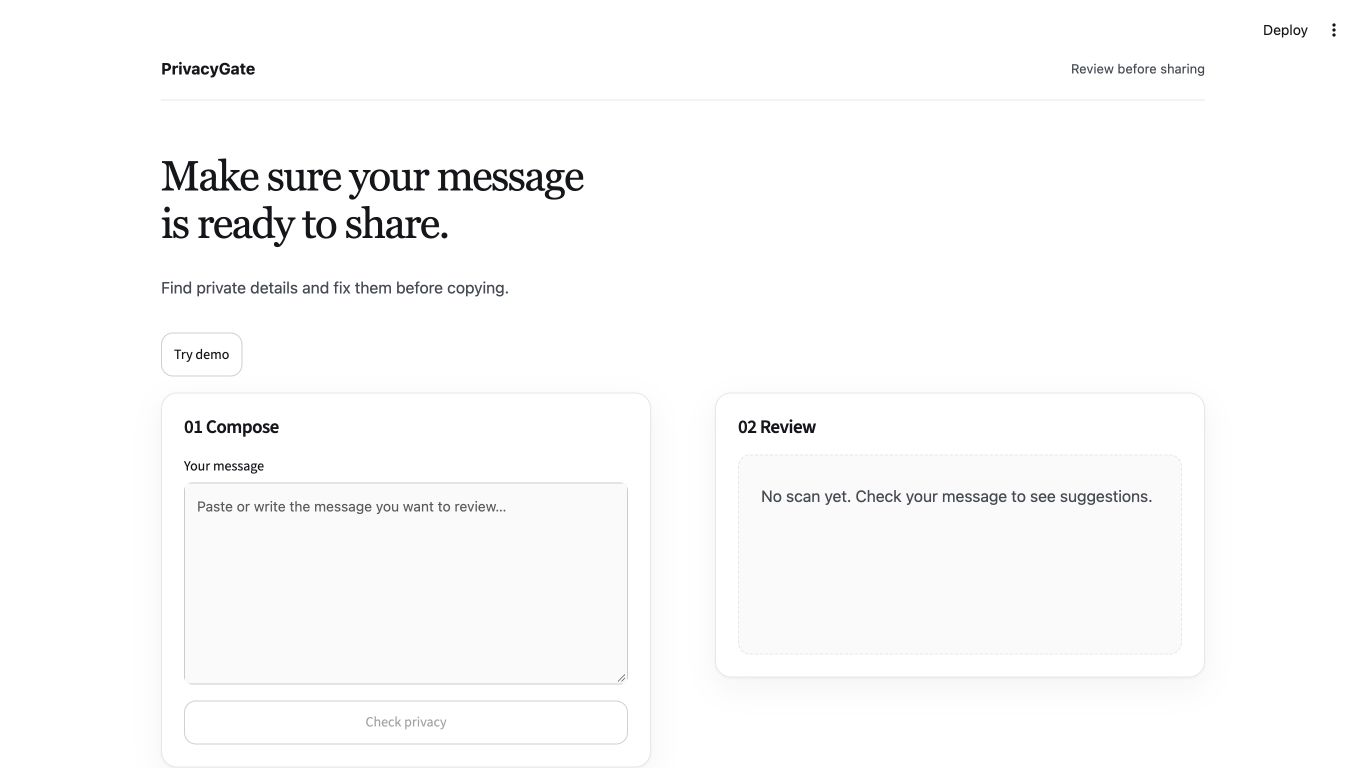 Deploy
PrivacyGate
Review before sharing
Make sure your message
is ready to share.
Find private details and fix them before copying.
Try demo
01 Compose
Your message
Paste or write the message you want to review...
Check privacy
02 Review
No scan yet. Check your message to see suggestions.